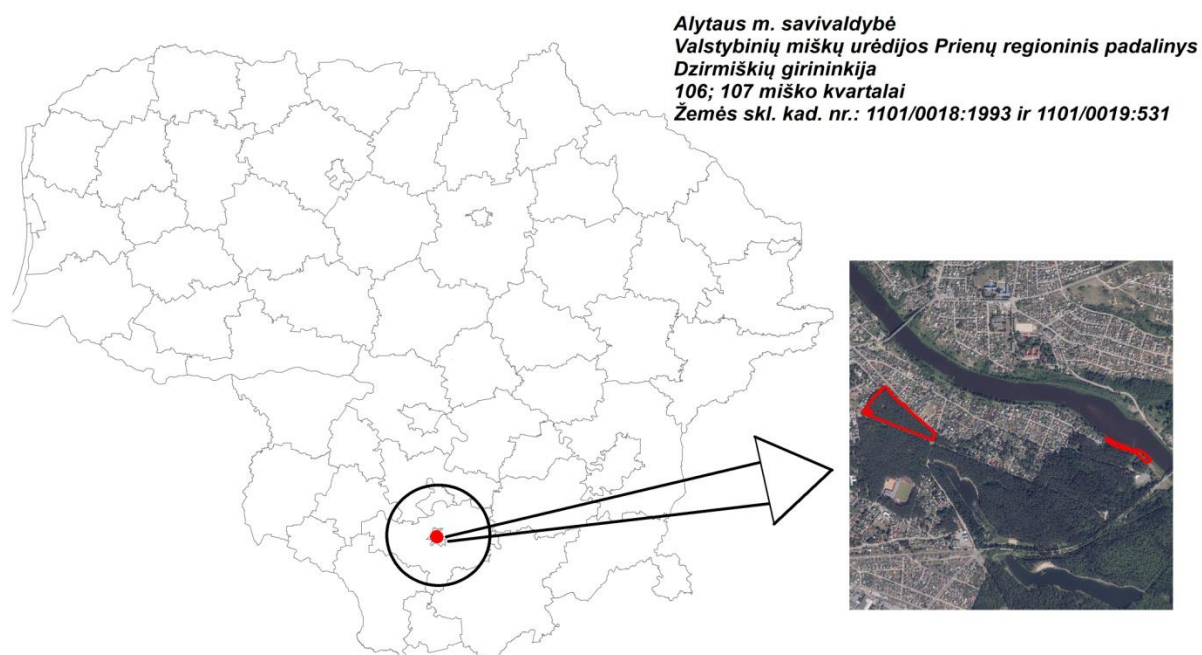 Alytaus m. savivaldybė
Valstybinių miškų urėdijos Prienų regioninis padalinys
Dzirmiškių girininkija
106; 107 miško kvartalai
Žemės skl. kad. nr.: 1101/0018:1993 ir 1101/0019:531